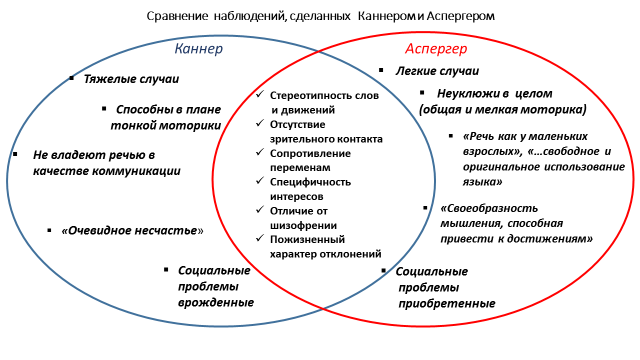 Сравнение наблюдений, сделанных Каннером и Аспергером
Каннер
Тяжелые случаи
Способны в плане
тонкой моторики
Не владеют речью в
качестве коммуникации
«Очевидное несчастье»
Социальные
проблемы
врожденные
Стереотипность слов
и движений
Отсутствие
зрительного контакта
Сопротивление
переменам
Специфичность
интересов
Отличие от
шизофрении
Пожизненный
характер отклонений
Аспергер
Легкие случаи
Неуклюжи в целом
(общая и мелкая моторика)
«Речь как у маленьких
взрослых», «...свободное и
оригинальное использование
языка»
«Своеобразность
мышления, способная
привести к достижениям»
Социальные
проблемы
приобретенные